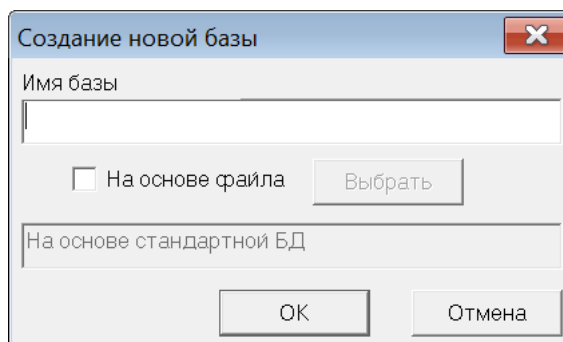 Создание новой базы
Имя базы
На основе файла
Выбрать
На основе стандартной БД
OK
Отмена